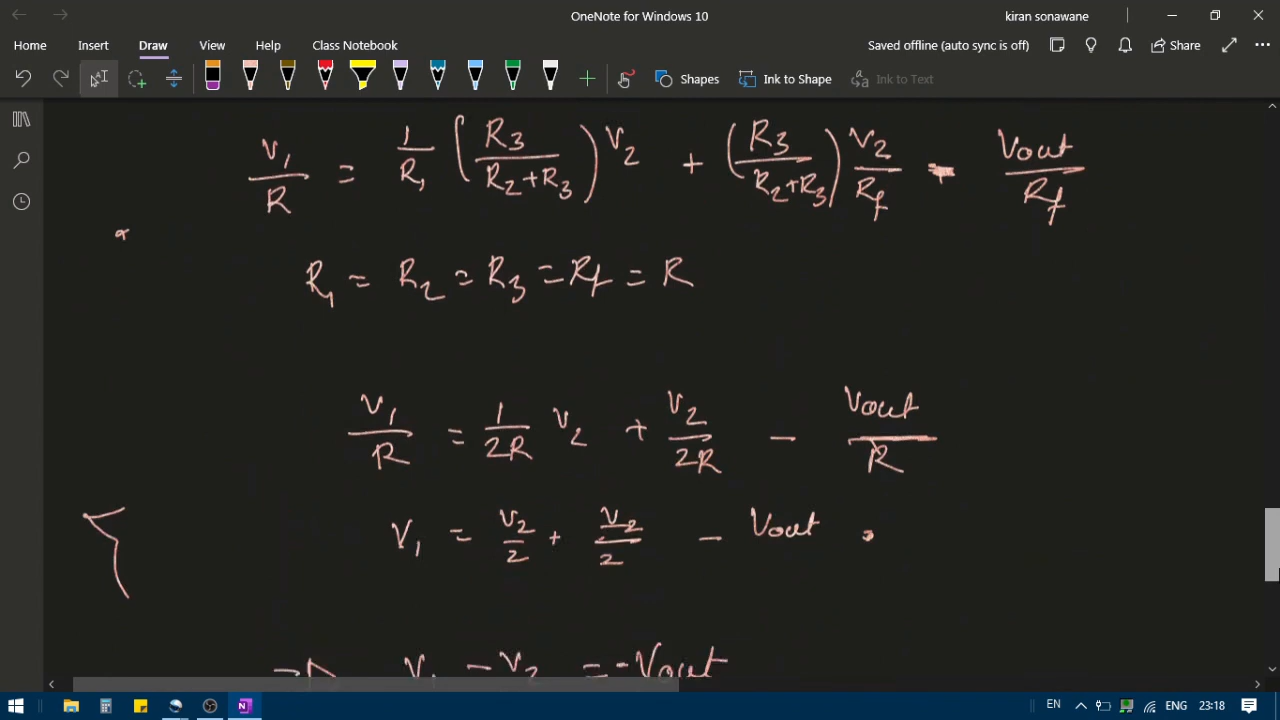 OneNote for Windows 10
kiran sonawane
Home Insert Draw View Help Class Notebook
Saved offline (auto sync is off) Share
Shapes Ink to Shape Ink to Text
V1/R = 1/R1 (R3/(R2+R3)) V2 + (R3/(R2+R3)) V2/Rf - Vout/Rf
R1 = R2 = R3 = Rf = R
V1/R = 1/2R V2 + V2/2R - Vout/R
V1 = V2/2 + V2/2 - Vout
V1 - V2 = -Vout
EN ENG 23:18